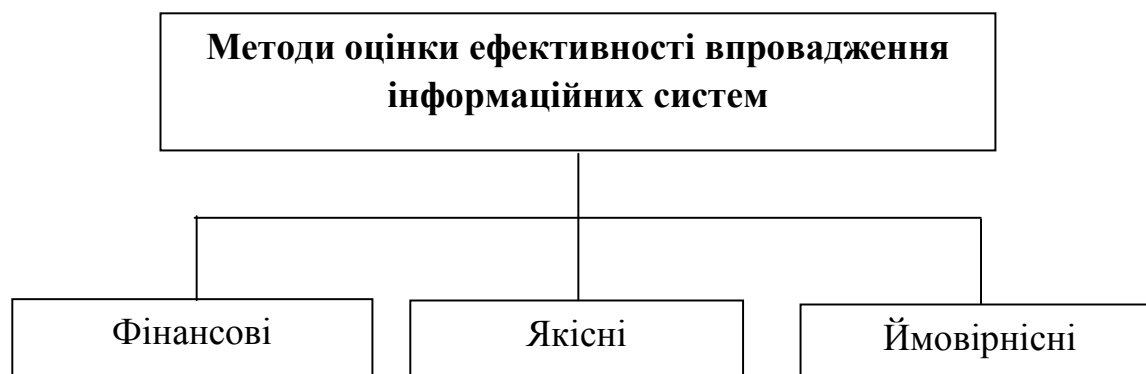 Методи оцінки ефективності впровадження
інформаційних систем
Фінансові
Якісні
Ймовірнісні